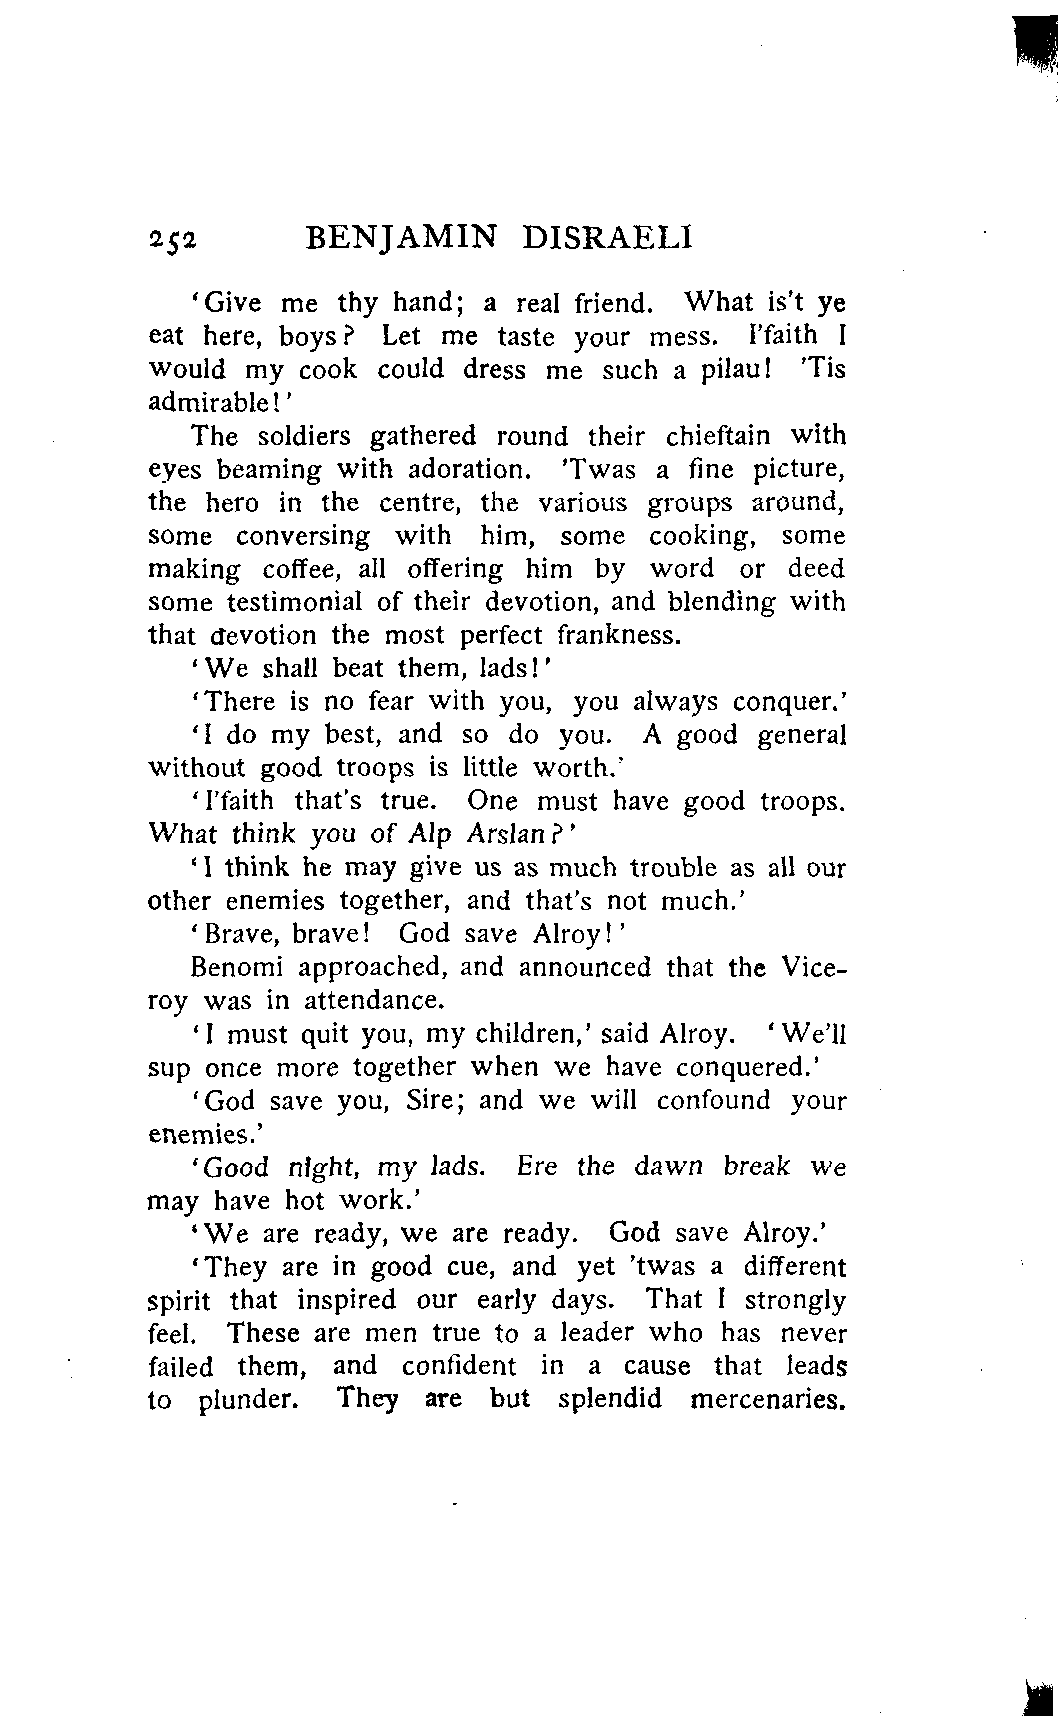 252 BENJAMIN DISRAELI
'Give me thy hand; a real friend. What is't ye
eat here, boys? Let me taste your mess. I'faith I
would my cook could dress me such a pilau! 'Tis
admirable!'
The soldiers gathered round their chieftain with
eyes beaming with adoration. 'Twas a fine picture,
the hero in the centre, the various groups around,
some conversing with him, some cooking, some
making coffee, all offering him by word or deed
some testimonial of their devotion, and blending with
that devotion the most perfect frankness.
'We shall beat them, lads!'
'There is no fear with you, you always conquer.'
'I do my best, and so do you. A good general
without good troops is little worth.'
'I'faith that's true. One must have good troops.
What think you of Alp Arslan?'
'I think he may give us as much trouble as all our
other enemies together, and that's not much.'
'Brave, brave! God save Alroy!'
Benomi approached, and announced that the Vice-
roy was in attendance.
'I must quit you, my children,' said Alroy. 'We'll
sup once more together when we have conquered.'
'God save you, Sire; and we will confound your
enemies.'
'Good night, my lads. Ere the dawn break we
may have hot work.'
'We are ready, we are ready. God save Alroy.'
'They are in good cue, and yet 'twas a different
spirit that inspired our early days. That I strongly
feel. These are men true to a leader who has never
failed them, and confident in a cause that leads
to plunder. They are but splendid mercenaries.